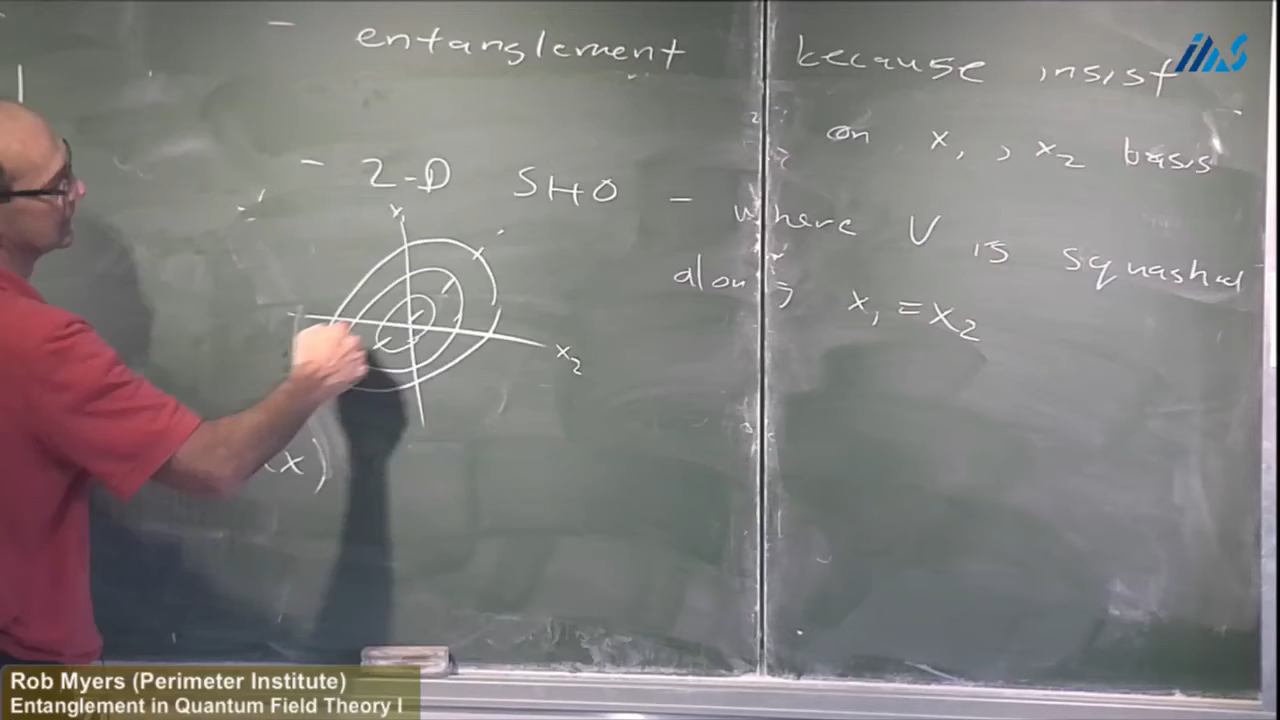 - entanglement because insist
on x₁, x₂ basis
- 2-D SHO - where V is squashed
along x₁ = x₂
x₁
x₂
(x)
IAS
Rob Myers (Perimeter Institute)
Entanglement in Quantum Field Theory I